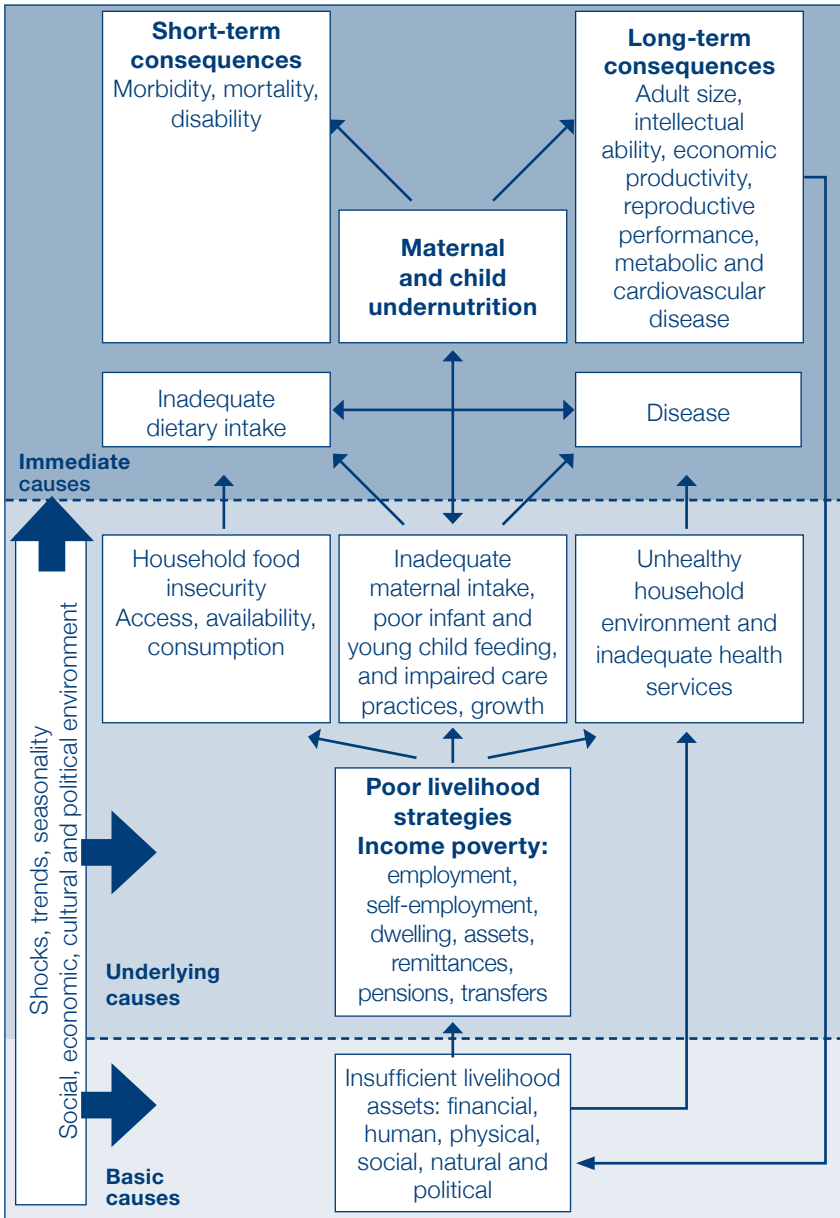 Short-term
consequences
Morbidity, mortality,
disability
Long-term
consequences
Adult size,
intellectual
ability, economic
productivity,
reproductive
performance,
metabolic and
cardiovascular
disease
Maternal
and child
undernutrition
Inadequate
dietary intake
Disease
Immediate
causes
Household food
insecurity
Access, availability,
consumption
Inadequate
maternal intake,
poor infant and
young child feeding,
and impaired care
practices, growth
Unhealthy
household
environment and
inadequate health
services
Shocks, trends, seasonality
Social, economic, cultural and political environment
Poor livelihood
strategies
Income poverty:
employment,
self-employment,
dwelling, assets,
remittances,
pensions, transfers
Underlying
causes
Insufficient livelihood
assets: financial,
human, physical,
social, natural and
political
Basic
causes